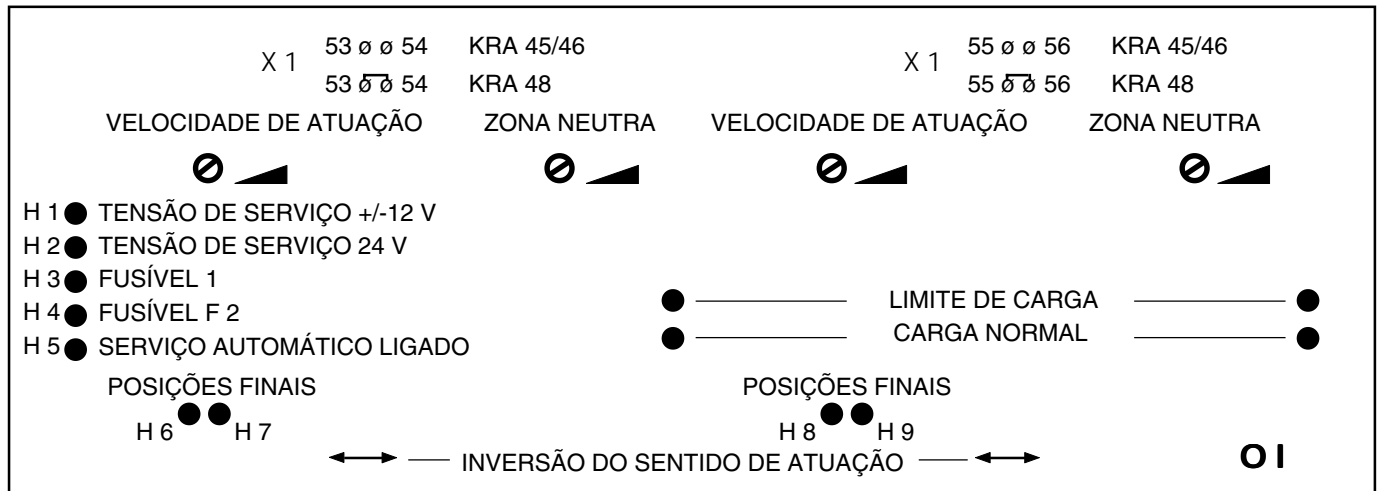 X 1 53 ø ø 54 KRA 45/46 X 1 55 ø ø 56 KRA 45/46
53 ø ø 54 KRA 48 55 ø ø 56 KRA 48
VELOCIDADE DE ATUAÇÃO ZONA NEUTRA VELOCIDADE DE ATUAÇÃO ZONA NEUTRA
H 1 TENSÃO DE SERVIÇO +/-12 V
H 2 TENSÃO DE SERVIÇO 24 V
H 3 FUSÍVEL 1
LIMITE DE CARGA
H 4 FUSÍVEL F 2
CARGA NORMAL
H 5 SERVIÇO AUTOMÁTICO LIGADO
POSIÇÕES FINAIS POSIÇÕES FINAIS
H 6 H 7 H 8 H 9
INVERSÃO DO SENTIDO DE ATUAÇÃO O I